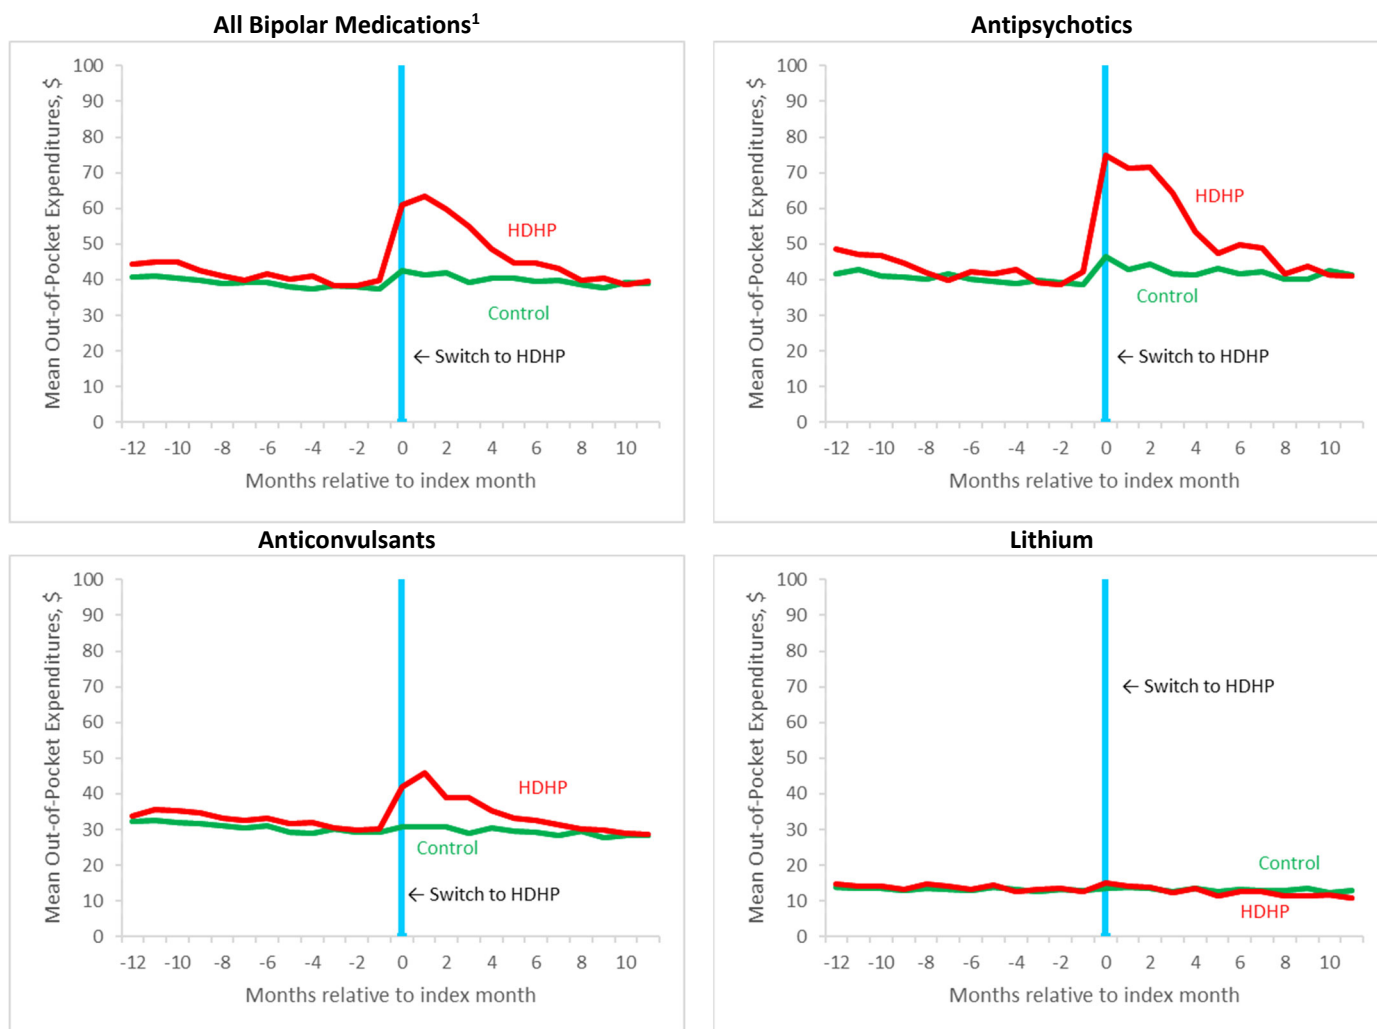 All Bipolar Medications¹
Mean Out-of-Pocket Expenditures, $
100
90
80
70
60
50
40
30
20
10
0
HDHP
Control
← Switch to HDHP
-12 -10 -8 -6 -4 -2 0 2 4 6 8 10
Months relative to index month
Antipsychotics
Mean Out-of-Pocket Expenditures, $
100
90
80
70
60
50
40
30
20
10
0
HDHP
Control
← Switch to HDHP
-12 -10 -8 -6 -4 -2 0 2 4 6 8 10
Months relative to index month
Anticonvulsants
Mean Out-of-Pocket Expenditures, $
100
90
80
70
60
50
40
30
20
10
0
HDHP
Control
← Switch to HDHP
-12 -10 -8 -6 -4 -2 0 2 4 6 8 10
Months relative to index month
Lithium
Mean Out-of-Pocket Expenditures, $
100
90
80
70
60
50
40
30
20
10
0
← Switch to HDHP
Control
HDHP
-12 -10 -8 -6 -4 -2 0 2 4 6 8 10
Months relative to index month